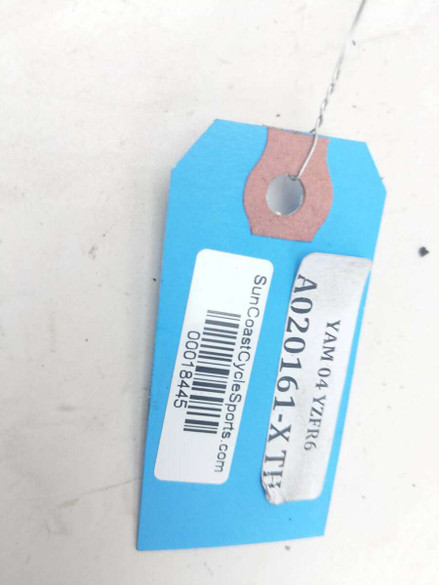 YAM 04 YZFR6
A020161-X TH
SunCoastCycleSports.com
00018445